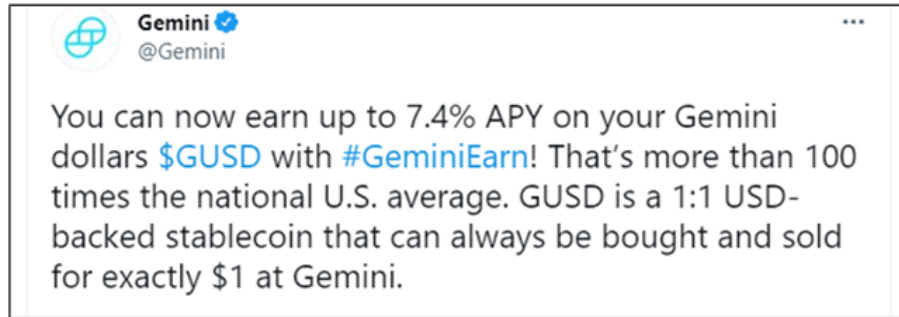 Gemini
@Gemini
You can now earn up to 7.4% APY on your Gemini
dollars $GUSD with #GeminiEarn! That's more than 100
times the national U.S. average. GUSD is a 1:1 USD-
backed stablecoin that can always be bought and sold
for exactly $1 at Gemini.